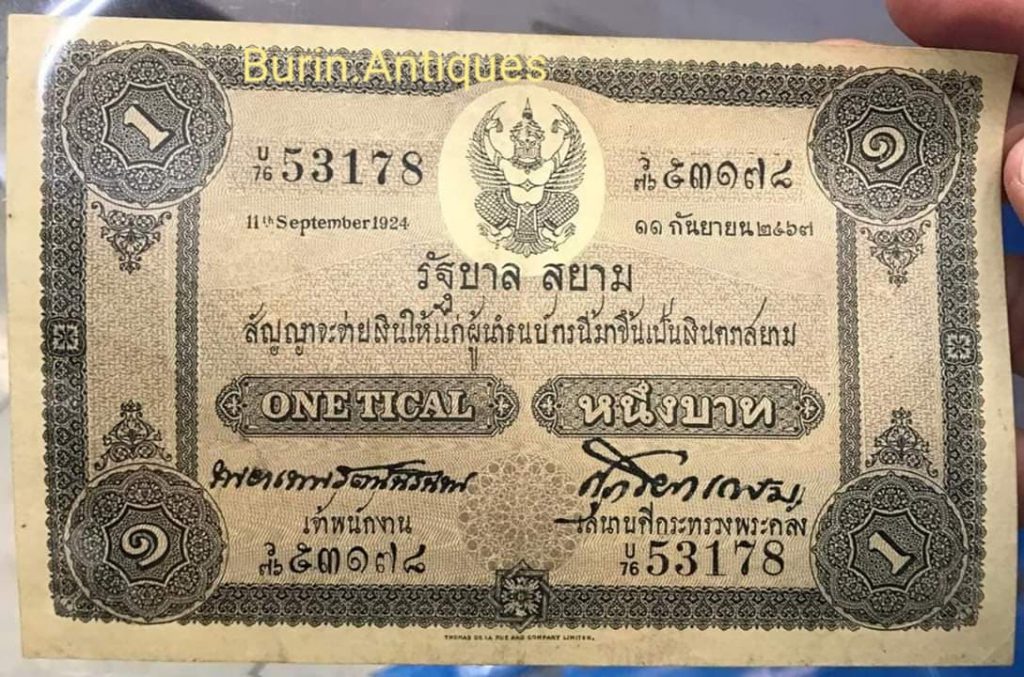 Burin Antiques
1
๑
U
76 53178
ว
๗๖ ๕๓๑๗๘
11th September 1924
๑๑ กันยายน ๒๔๖๗
รัฐบาล สยาม
สัญญาจะจ่ายเงินให้แก่ผู้นำธนบัตรนี้มาขึ้นเป็นเงินตราสยาม
ONE TICAL
หนึ่งบาท
เจ้าพนักงาน
เสนาบดีกระทรวงพระคลัง
ว
๗๖ ๕๓๑๗๘
U
76 53178
๑
1
THOMAS DE LA RUE AND COMPANY LIMITED.